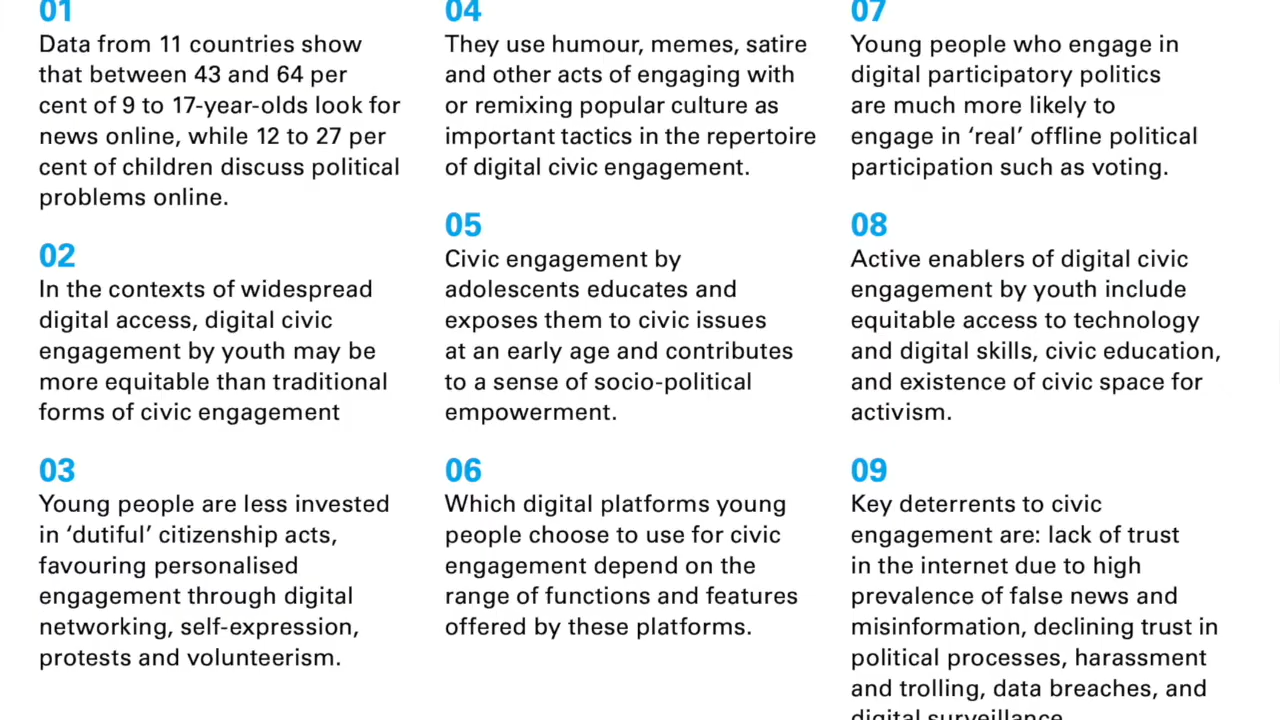 01
Data from 11 countries show
that between 43 and 64 per
cent of 9 to 17-year-olds look for
news online, while 12 to 27 per
cent of children discuss political
problems online.
02
In the contexts of widespread
digital access, digital civic
engagement by youth may be
more equitable than traditional
forms of civic engagement
03
Young people are less invested
in ‘dutiful’ citizenship acts,
favouring personalised
engagement through digital
networking, self-expression,
protests and volunteerism.
04
They use humour, memes, satire
and other acts of engaging with
or remixing popular culture as
important tactics in the repertoire
of digital civic engagement.
05
Civic engagement by
adolescents educates and
exposes them to civic issues
at an early age and contributes
to a sense of socio-political
empowerment.
06
Which digital platforms young
people choose to use for civic
engagement depend on the
range of functions and features
offered by these platforms.
07
Young people who engage in
digital participatory politics
are much more likely to
engage in ‘real’ offline political
participation such as voting.
08
Active enablers of digital civic
engagement by youth include
equitable access to technology
and digital skills, civic education,
and existence of civic space for
activism.
09
Key deterrents to civic
engagement are: lack of trust
in the internet due to high
prevalence of false news and
misinformation, declining trust in
political processes, harassment
and trolling, data breaches, and
digital surveillance